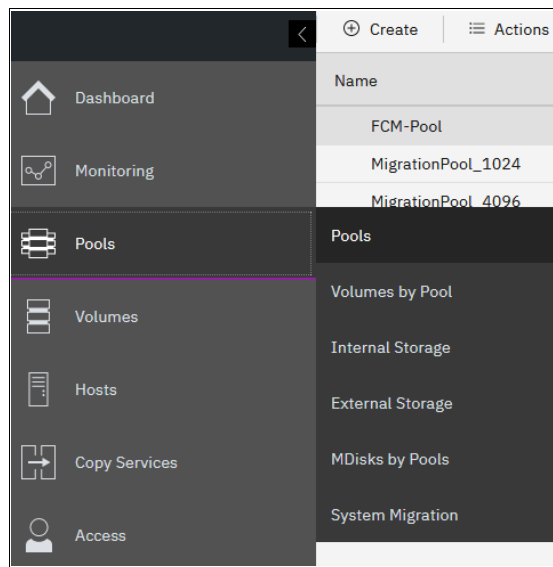 Create
Actions
Name
FCM-Pool
MigrationPool_1024
MigrationPool_4096
Dashboard
Monitoring
Pools
Volumes
Hosts
Copy Services
Access
Pools
Volumes by Pool
Internal Storage
External Storage
MDisks by Pools
System Migration